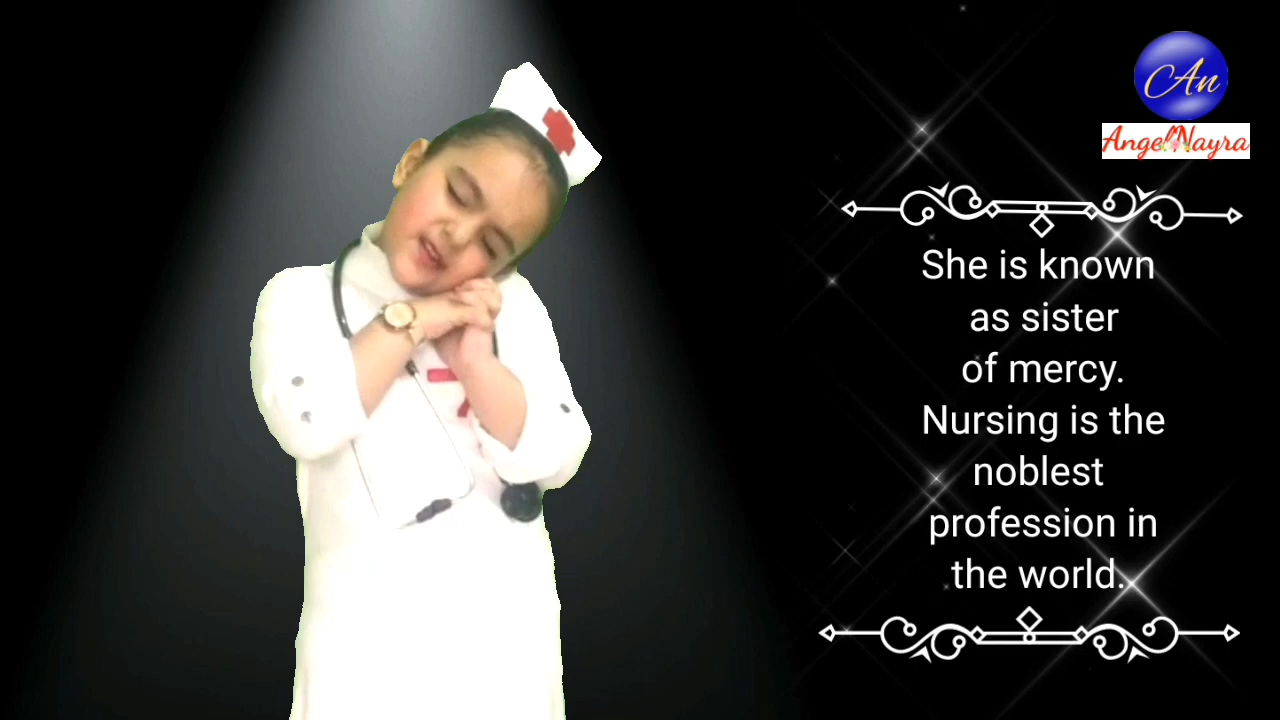 An
AngelNayra
She is known
as sister
of mercy.
Nursing is the
noblest
profession in
the world.